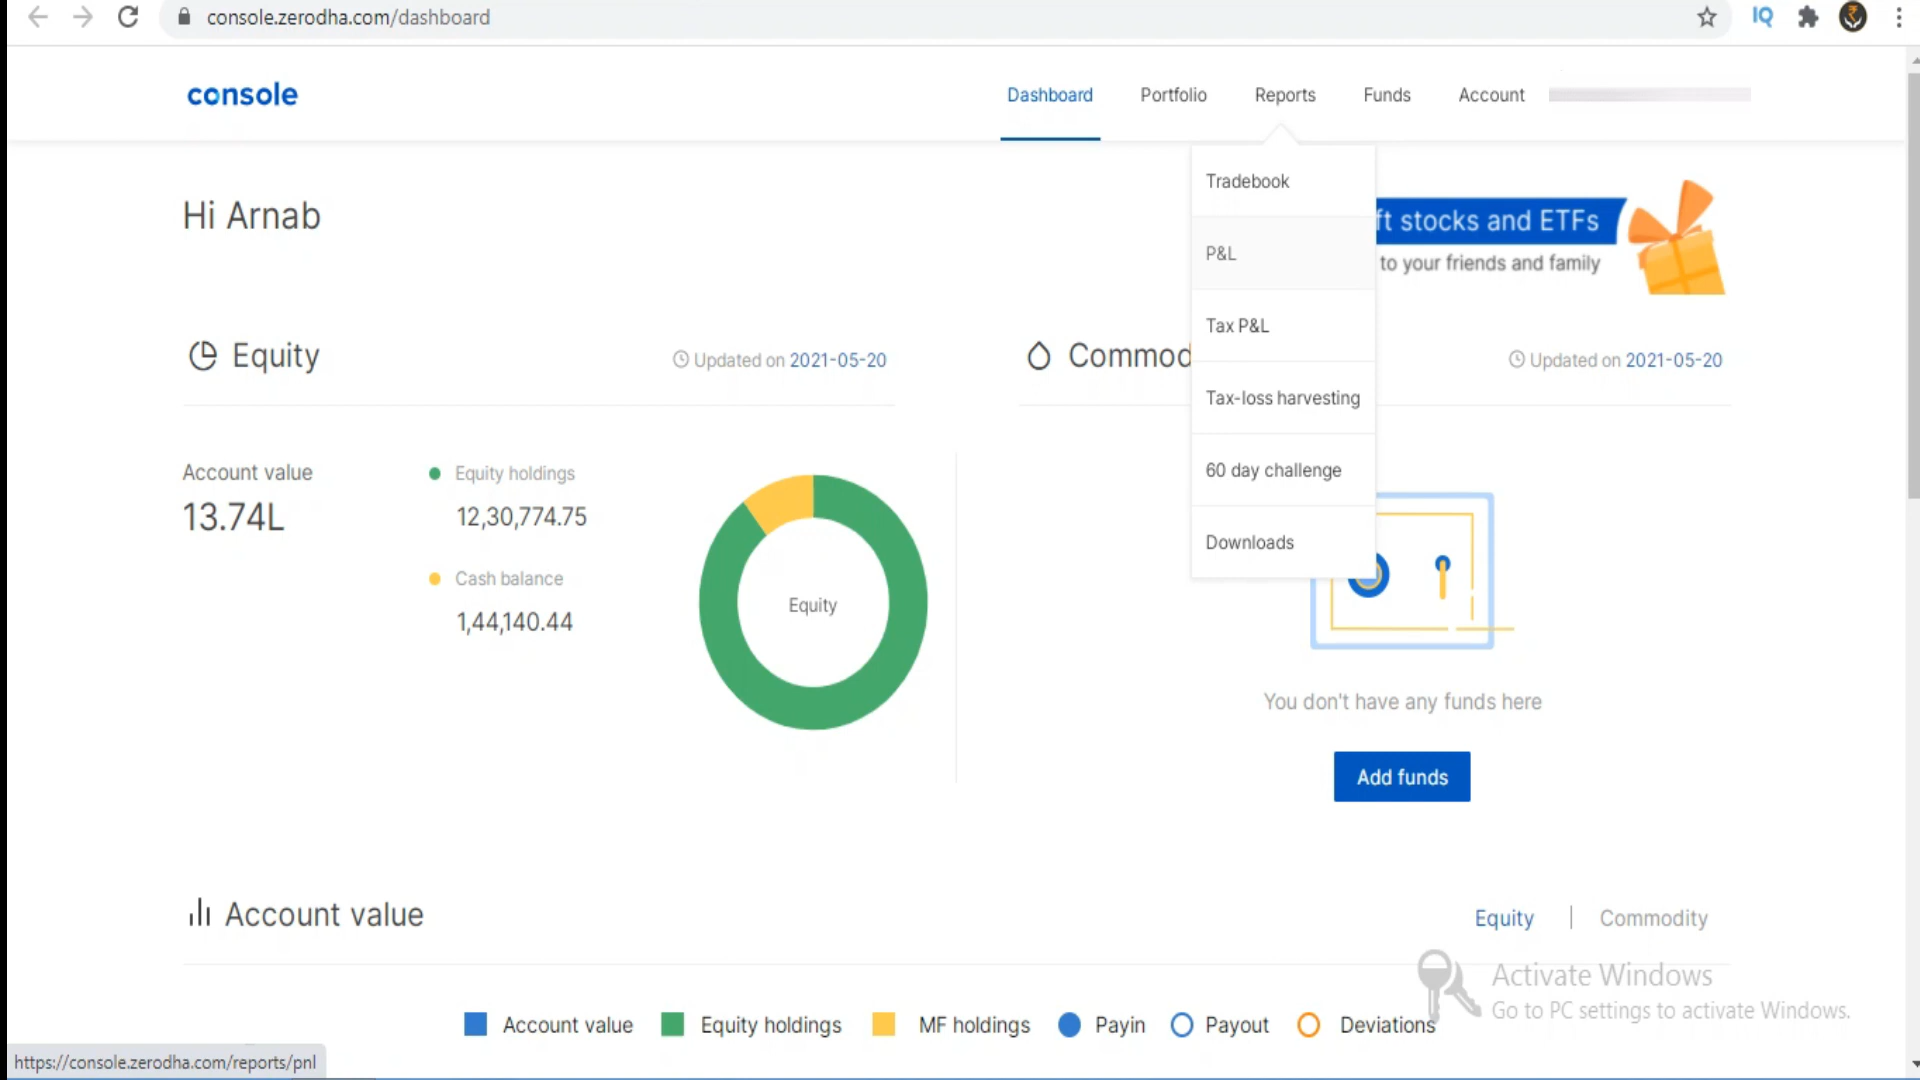 console.zerodha.com/dashboard
IQ
console
Dashboard
Portfolio
Reports
Funds
Account
Tradebook
P&L
Tax P&L
Tax-loss harvesting
60 day challenge
Downloads
Hi Arnab
ft stocks and ETFs
to your friends and family
Equity
Updated on 2021-05-20
Commod
Updated on 2021-05-20
Account value
13.74L
Equity holdings
12,30,774.75
Cash balance
1,44,140.44
Equity
You don't have any funds here
Add funds
Account value
Equity | Commodity
Activate Windows
Go to PC settings to activate Windows.
Account value
Equity holdings
MF holdings
Payin
Payout
Deviations
https://console.zerodha.com/reports/pnl